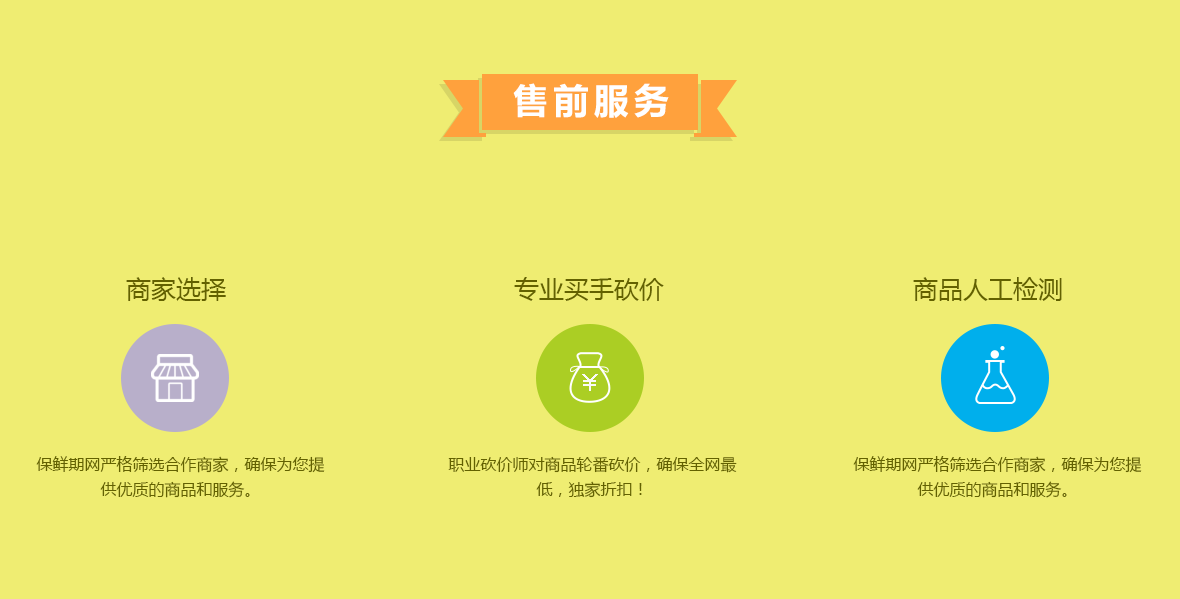 售前服务
商家选择
专业买手砍价
商品人工检测
¥
保鲜期网严格筛选合作商家，确保为您提
供优质的商品和服务。
职业砍价师对商品轮番砍价，确保全网最
低，独家折扣！
保鲜期网严格筛选合作商家，确保为您提
供优质的商品和服务。